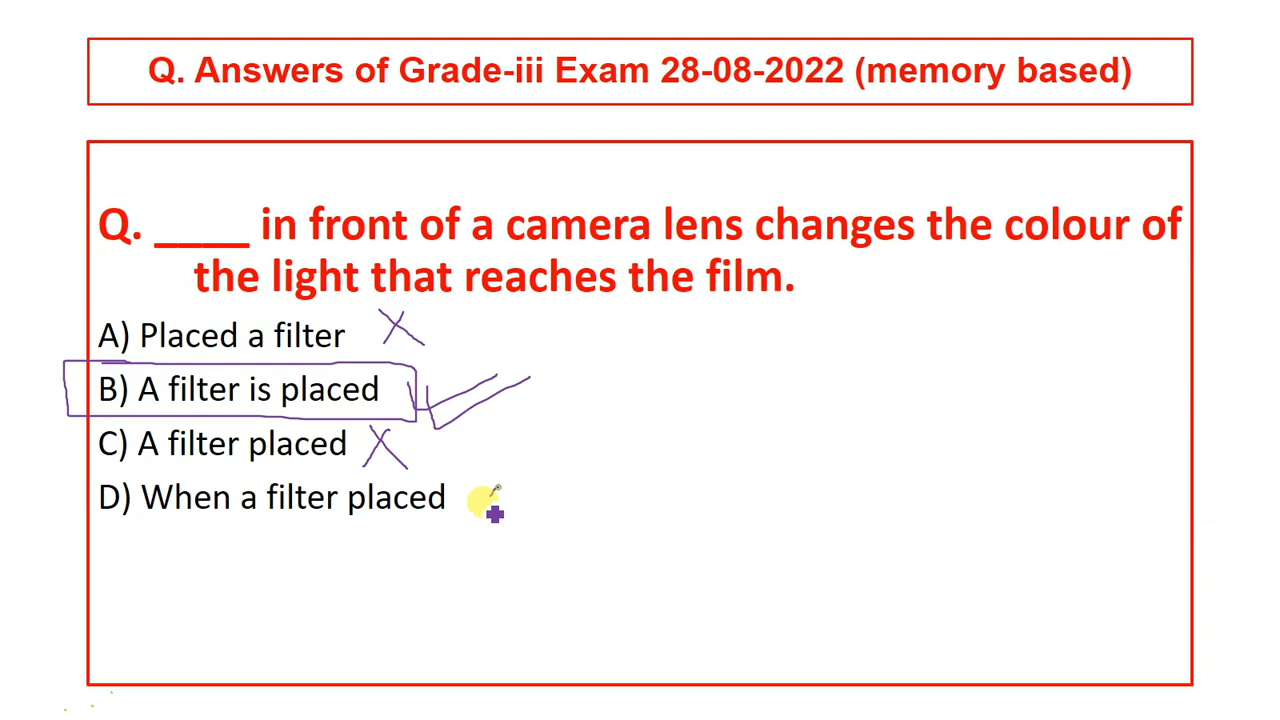 Q. Answers of Grade-iii Exam 28-08-2022 (memory based)
Q. ____ in front of a camera lens changes the colour of
the light that reaches the film.
A) Placed a filter
B) A filter is placed
C) A filter placed
D) When a filter placed